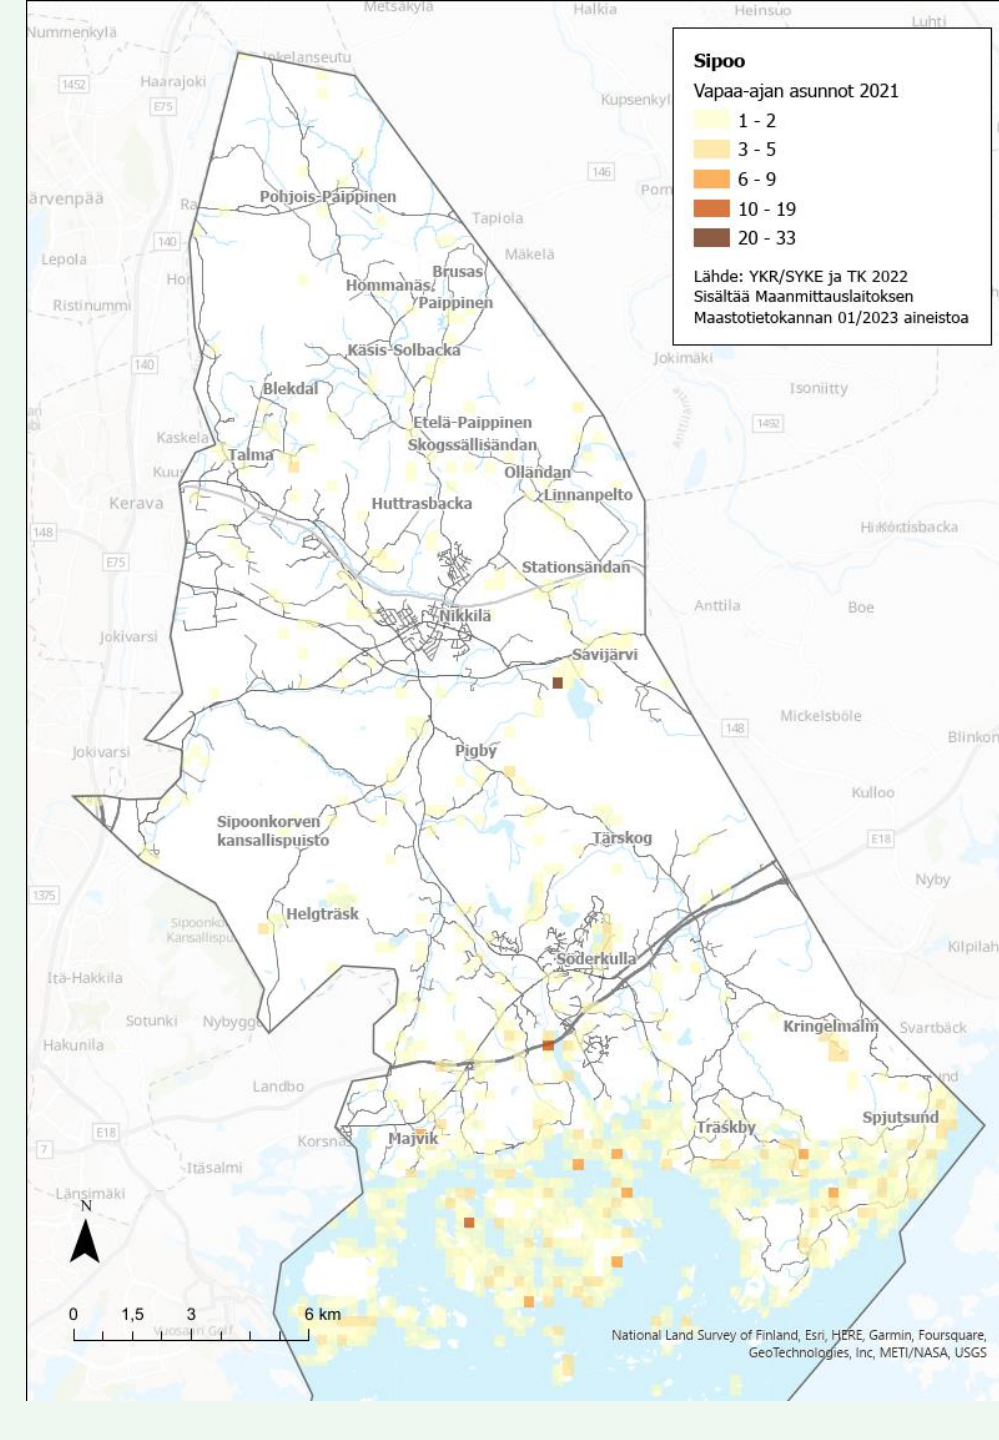 Metsäkylä
Halkia
Heinsuo
Luhti
Nummenkylä
Jokelanseutu
1452
Haarajoki
E75
Kupsenkyl
146
Pohjois-Paippinen
Tapiola
Mäkelä
140
Lepola
Ristinummi
Brusas
Hommanäs
Paippinen
Käsis-Solbacka
Jokimäki
140
Blekdal
Isoniitty
1492
Kaskela
Talma
Etelä-Paippinen
Skogssällisändan
Ollandan
Linnanpelto
Kerava
Huttrasbacka
148
E75
Stationsändan
Anttila
Boe
Nikkilä
Jokivarsi
Savijärvi
Mickelsböle
148
Jokivarsi
Pigby
Kulloo
Sipoonkorven
kansallispuisto
Tärskog
E18
Nyby
1375
Helgträsk
Söderkulla
Itä-Hakkila
Sotunki
Kringelmalm
Svartbäck
Hakunila
Landbo
E18
Majvik
Träskby
Spjutsund
7
Itäsalmi
Länsimäki
N
0 1,5 3 6 km
Vuosaari Golf
Sipoo
Vapaa-ajan asunnot 2021
1 - 2
3 - 5
6 - 9
10 - 19
20 - 33
Lähde: YKR/SYKE ja TK 2022
Sisältää Maanmittauslaitoksen
Maastotietokannan 01/2023 aineistoa
National Land Survey of Finland, Esri, HERE, Garmin, Foursquare,
GeoTechnologies, Inc, METI/NASA, USGS